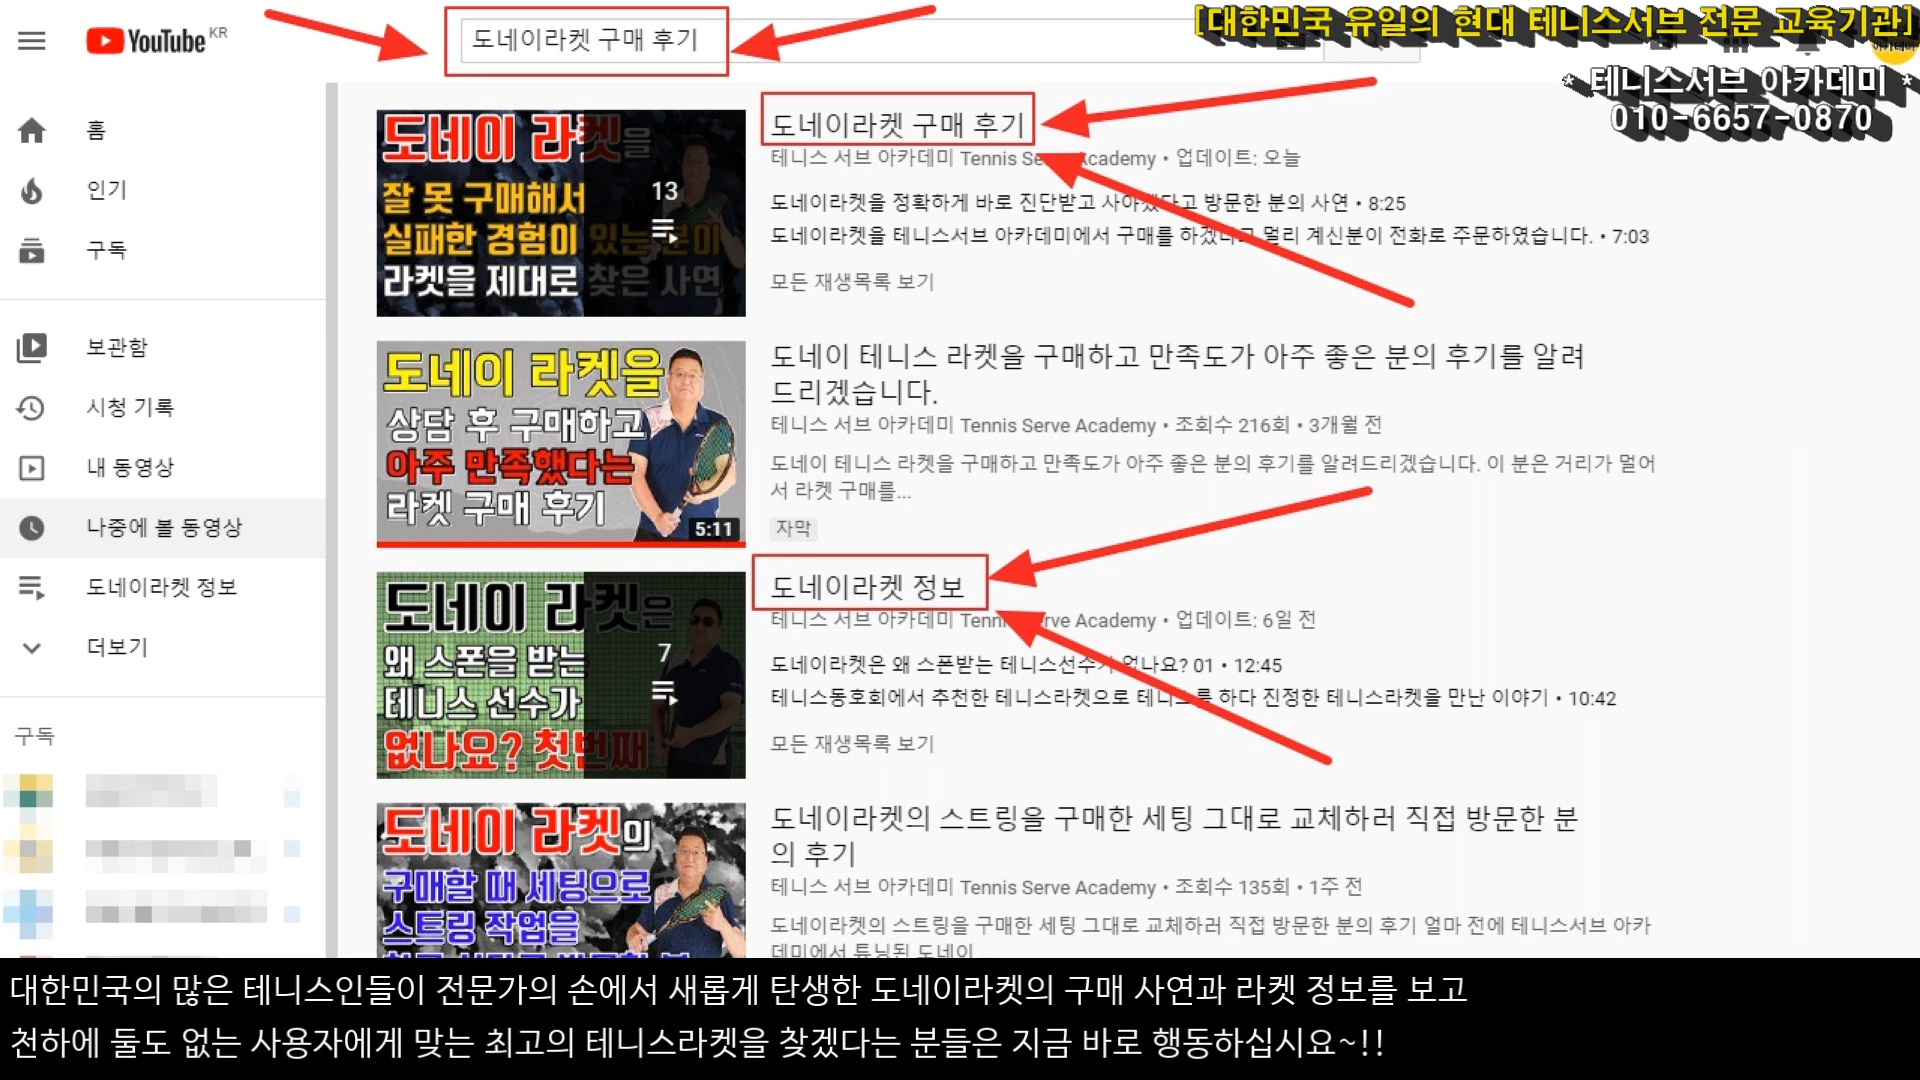 YouTube KR
도네이라켓 구매 후기
[대한민국 유일의 현대 테니스서브 전문 교육기관]
* 테니스서브 아카데미 *
010-6657-0870
홈
인기
구독
보관함
시청 기록
내 동영상
나중에 볼 동영상
도네이라켓 정보
더보기
구독
도네이 라켓을
잘 못 구매해서
실패한 경험이 있는 분이
라켓을 제대로 찾은 사연
13
도네이라켓 구매 후기
테니스 서브 아카데미 Tennis Serve Academy • 업데이트: 오늘
도네이라켓을 정확하게 바로 진단받고 사야겠다고 방문한 분의 사연 • 8:25
도네이라켓을 테니스서브 아카데미에서 구매를 하겠다고 멀리 계신분이 전화로 주문하였습니다. • 7:03
모든 재생목록 보기
도네이 라켓을
상담 후 구매하고
아주 만족했다는
라켓 구매 후기
5:11
도네이 테니스 라켓을 구매하고 만족도가 아주 좋은 분의 후기를 알려
드리겠습니다.
테니스 서브 아카데미 Tennis Serve Academy • 조회수 216회 • 3개월 전
도네이 테니스 라켓을 구매하고 만족도가 아주 좋은 분의 후기를 알려드리겠습니다. 이 분은 거리가 멀어
서 라켓 구매를...
자막
도네이 라켓은
왜 스폰을 받는
테니스 선수가
없나요? 첫번째
7
도네이라켓 정보
테니스 서브 아카데미 Tennis Serve Academy • 업데이트: 6일 전
도네이라켓은 왜 스폰받는 테니스선수가 없나요? 01 • 12:45
테니스동호회에서 추천한 테니스라켓으로 테니스를 하다 진정한 테니스라켓을 만난 이야기 • 10:42
모든 재생목록 보기
도네이 라켓의
구매할 때 세팅으로
스트링 작업을
도네이라켓의 스트링을 구매한 세팅 그대로 교체하러 직접 방문한 분
의 후기
테니스 서브 아카데미 Tennis Serve Academy • 조회수 135회 • 1주 전
도네이라켓의 스트링을 구매한 세팅 그대로 교체하러 직접 방문한 분의 후기 얼마 전에 테니스서브 아카
데미에서 튜닝된 도네이...
대한민국의 많은 테니스인들이 전문가의 손에서 새롭게 탄생한 도네이라켓의 구매 사연과 라켓 정보를 보고
천하에 둘도 없는 사용자에게 맞는 최고의 테니스라켓을 찾겠다는 분들은 지금 바로 행동하십시요~!!